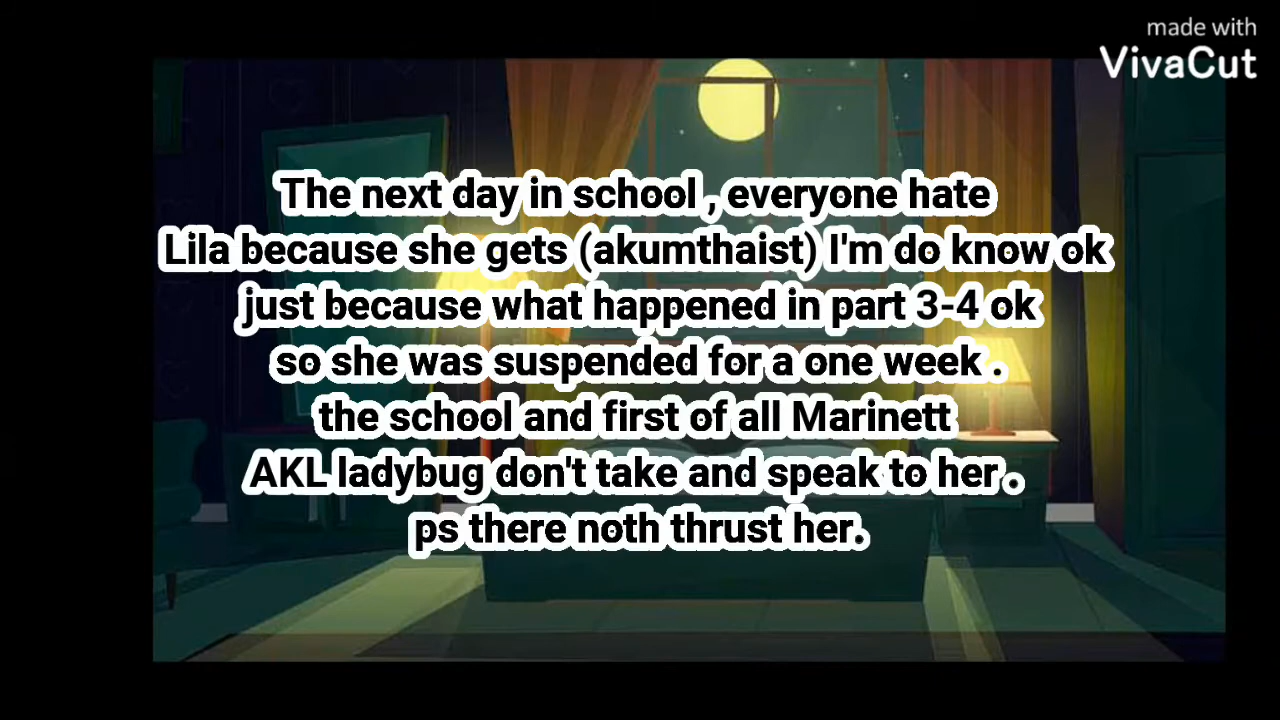 made with
VivaCut
The next day in school , everyone hate
Lila because she gets (akumthaist) I'm do know ok
just because what happened in part 3-4 ok
so she was suspended for a one week .
the school and first of all Marinett
AKL ladybug don't take and speak to her .
ps there noth thrust her.